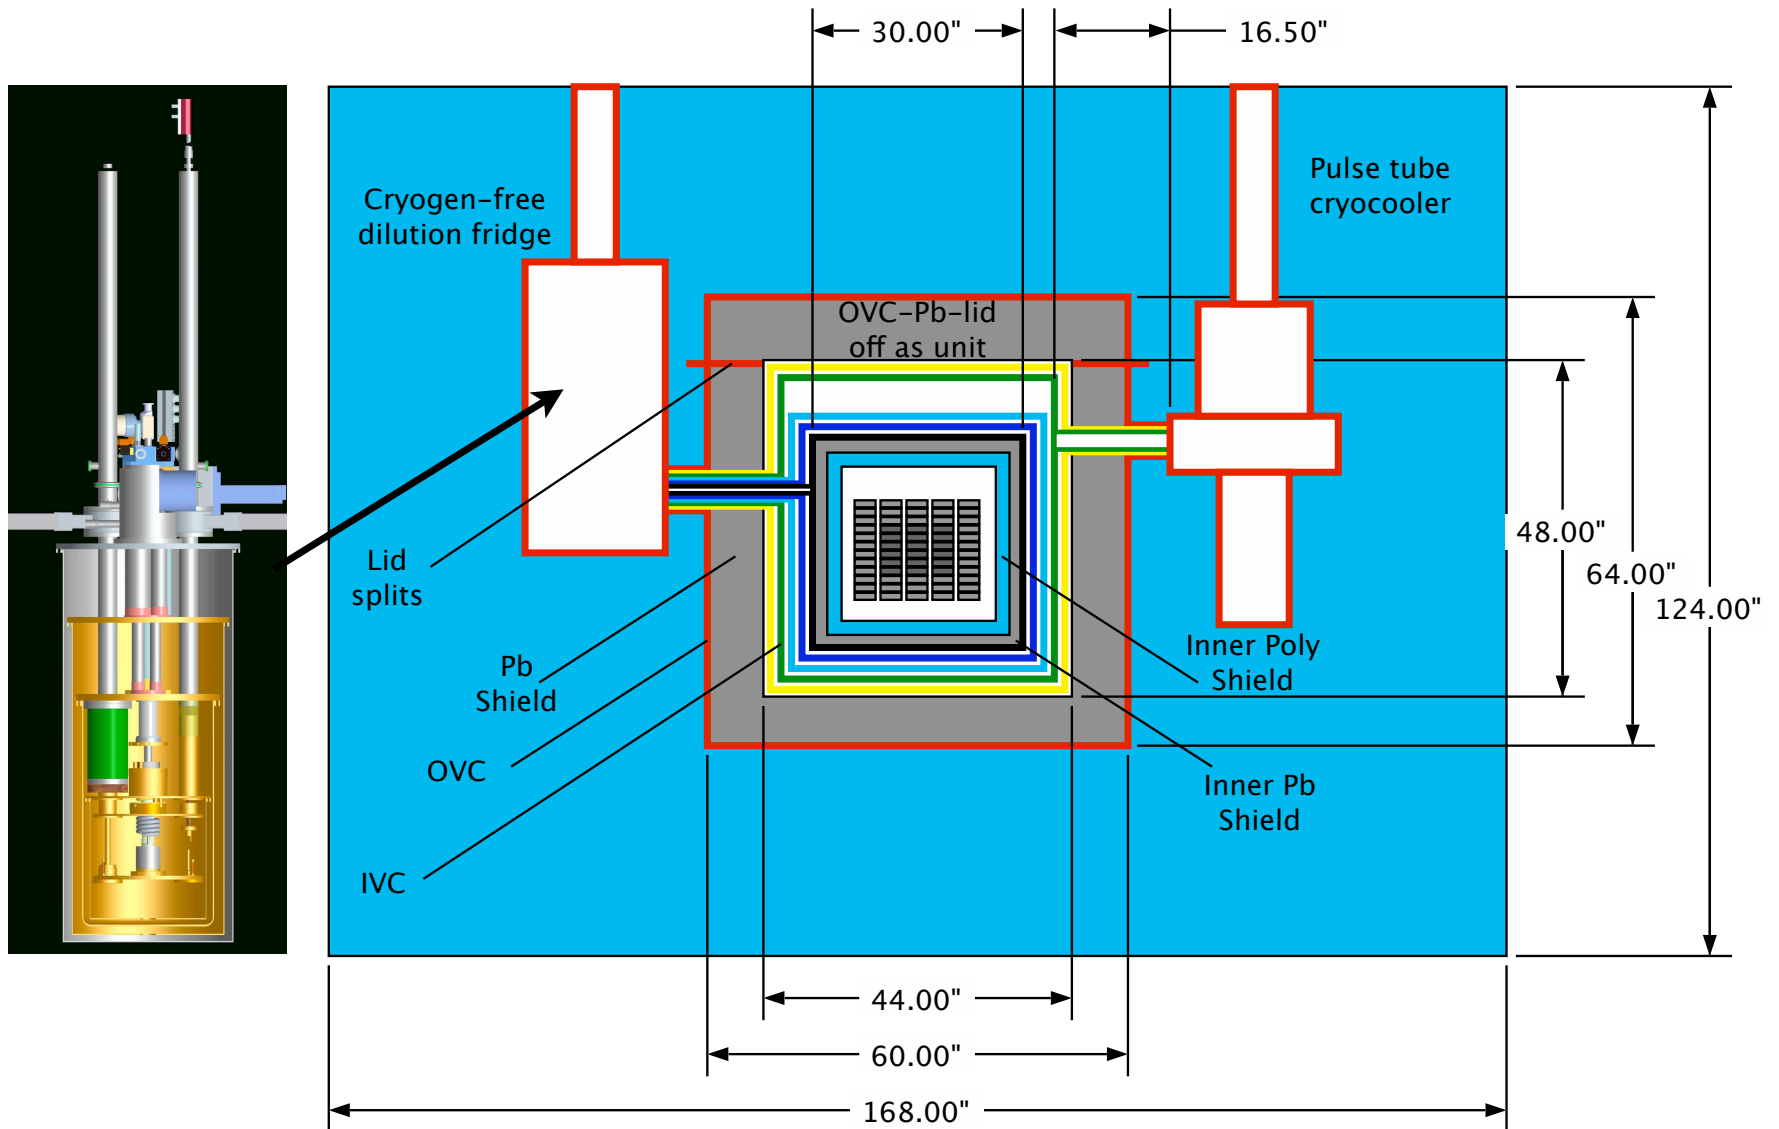 30.00"
16.50"
Cryogen-free
dilution fridge
Pulse tube
cryocooler
OVC-Pb-lid
off as unit
Lid
splits
48.00"
64.00"
124.00"
Pb
Shield
Inner Poly
Shield
OVC
Inner Pb
Shield
IVC
44.00"
60.00"
168.00"